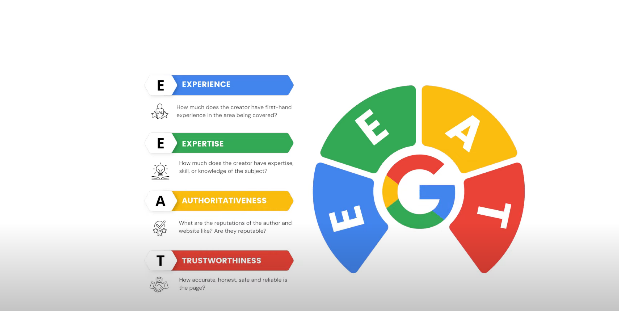 E EXPERIENCE
How much does the creator have first-hand
experience in the area being covered?
E EXPERTISE
How much does the creator have expertise,
skill or knowledge of the subject?
A AUTHORITATIVENESS
What are the reputations of the author and
website like? Are they reputable?
T TRUSTWORTHINESS
How accurate, honest, safe and reliable is
the page?
E
E
A
T
G